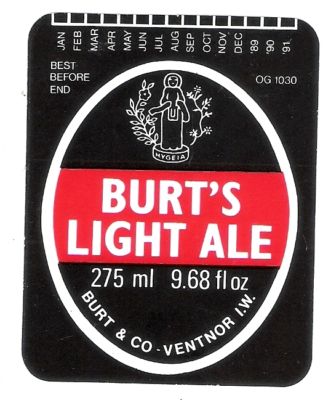 JAN FEB MAR APR MAY JUN JUL AUG SEP OCT NOV DEC '89 '90 '91
BEST
BEFORE
END
OG 1030
HYGEIA
BURT'S
LIGHT ALE
275 ml 9.68 fl oz
BURT & CO - VENTNOR I.W.